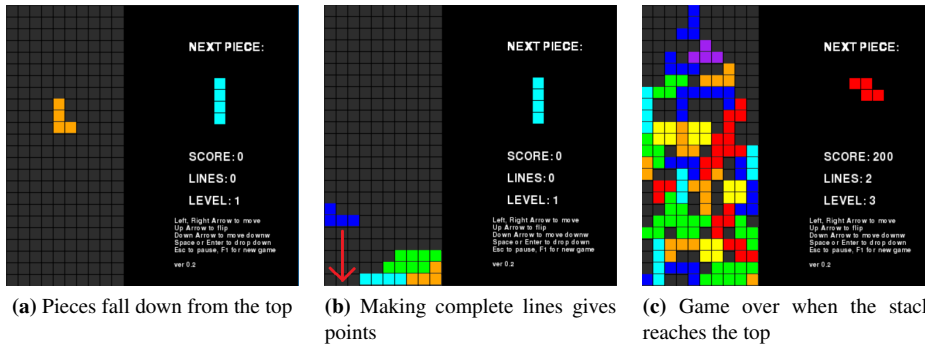 NEXT PIECE:
SCORE: 0
LINES: 0
LEVEL: 1
Left, Right Arrow to move
Up Arrow to flip
Down Arrow to move downw
Space or Enter to drop down
Esc to pause, F1 for new game
ver 0.2
(a) Pieces fall down from the top
NEXT PIECE:
SCORE: 0
LINES: 0
LEVEL: 1
Left, Right Arrow to move
Up Arrow to flip
Down Arrow to move downw
Space or Enter to drop down
Esc to pause, F1 for new game
ver 0.2
(b) Making complete lines gives
points
NEXT PIECE:
SCORE: 200
LINES: 2
LEVEL: 3
Left, Right Arrow to move
Up Arrow to flip
Down Arrow to move downw
Space or Enter to drop down
Esc to pause, F1 for new game
ver 0.2
(c) Game over when the stack
reaches the top